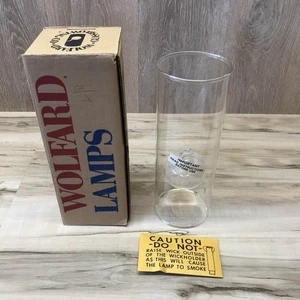 WOLFARD
LAMPS
IMPORTANT
CAUTION
-DO NOT-
RAISE WICK OUTSIDE
OF THE WICKHOLDER
AS THIS WILL CAUSE
THE LAMP TO SMOKE